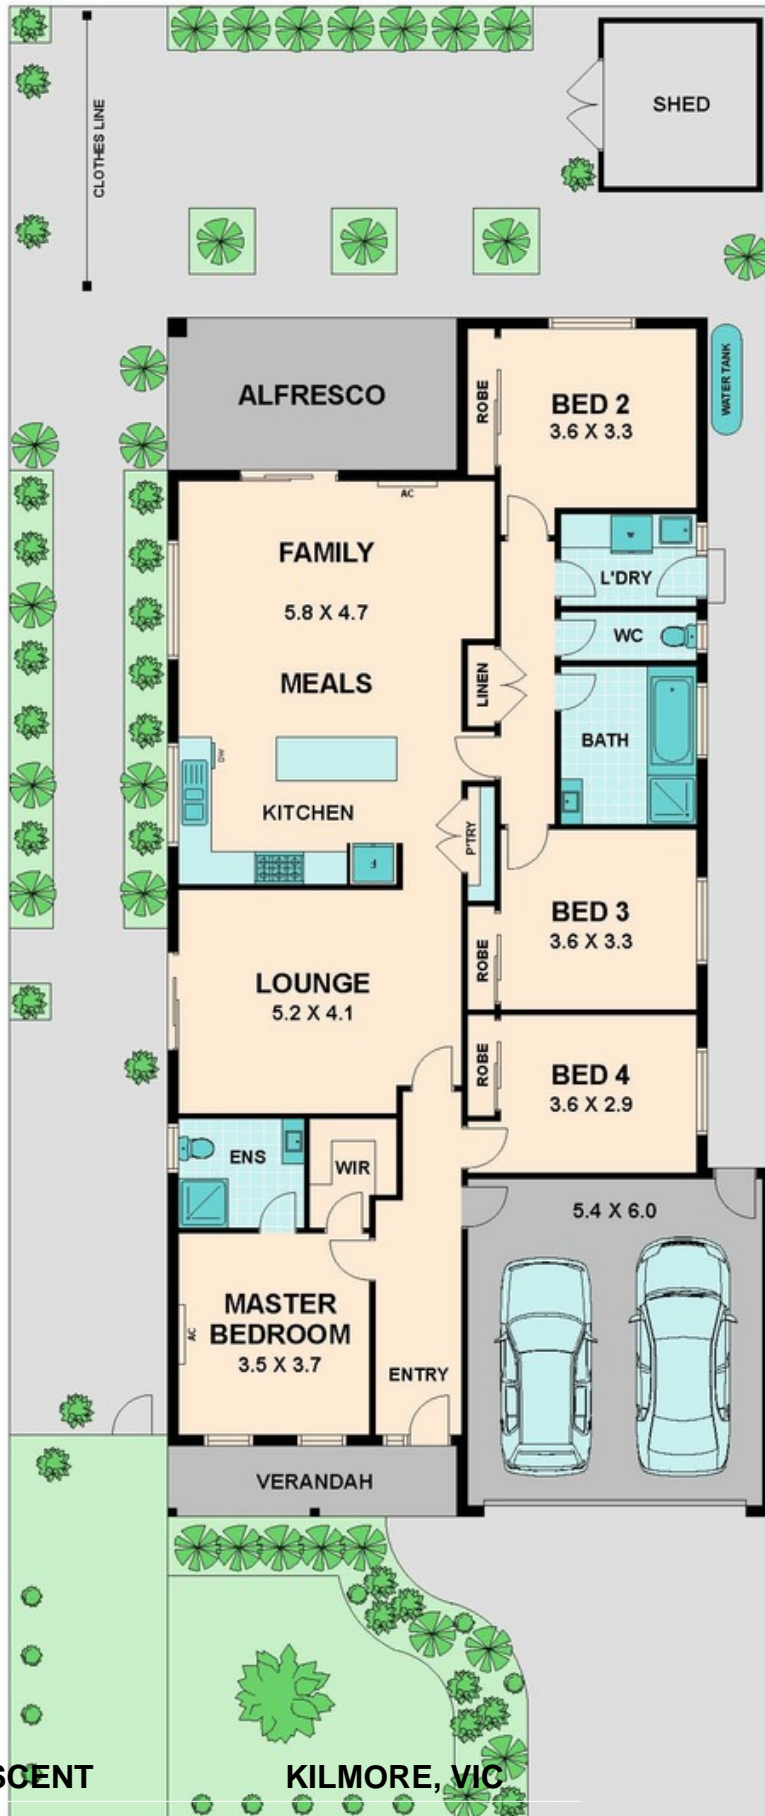 CLOTHES LINE
SHED
ALFRESCO
ROBE
BED 2
3.6 X 3.3
WATER TANK
AC
FAMILY
5.8 X 4.7
MEALS
W
L'DRY
WC
LINEN
BATH
DW
KITCHEN
P'TRY
F
LOUNGE
5.2 X 4.1
ROBE
BED 3
3.6 X 3.3
ROBE
BED 4
3.6 X 2.9
ENS
WIR
5.4 X 6.0
MASTER
BEDROOM
3.5 X 3.7
AC
ENTRY
VERANDAH
KILMORE, VIC